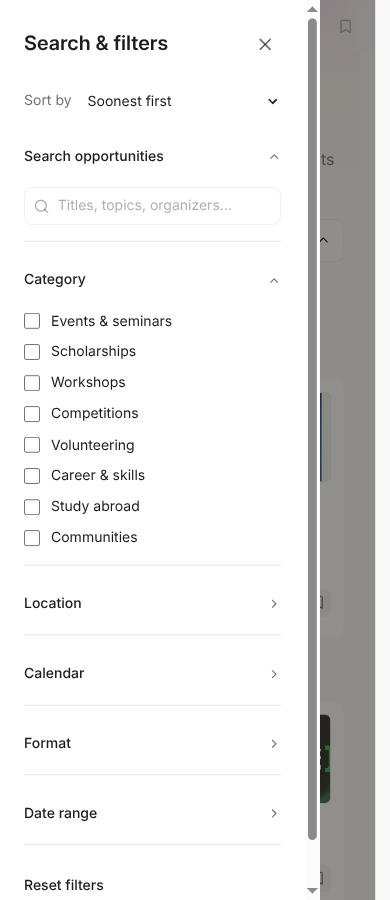 Search & filters
Sort by Soonest first
ts
Search opportunities
Titles, topics, organizers...
Category
Events & seminars
Scholarships
Workshops
Competitions
Volunteering
Career & skills
Study abroad
Communities
Location
Calendar
Format
Date range
Reset filters